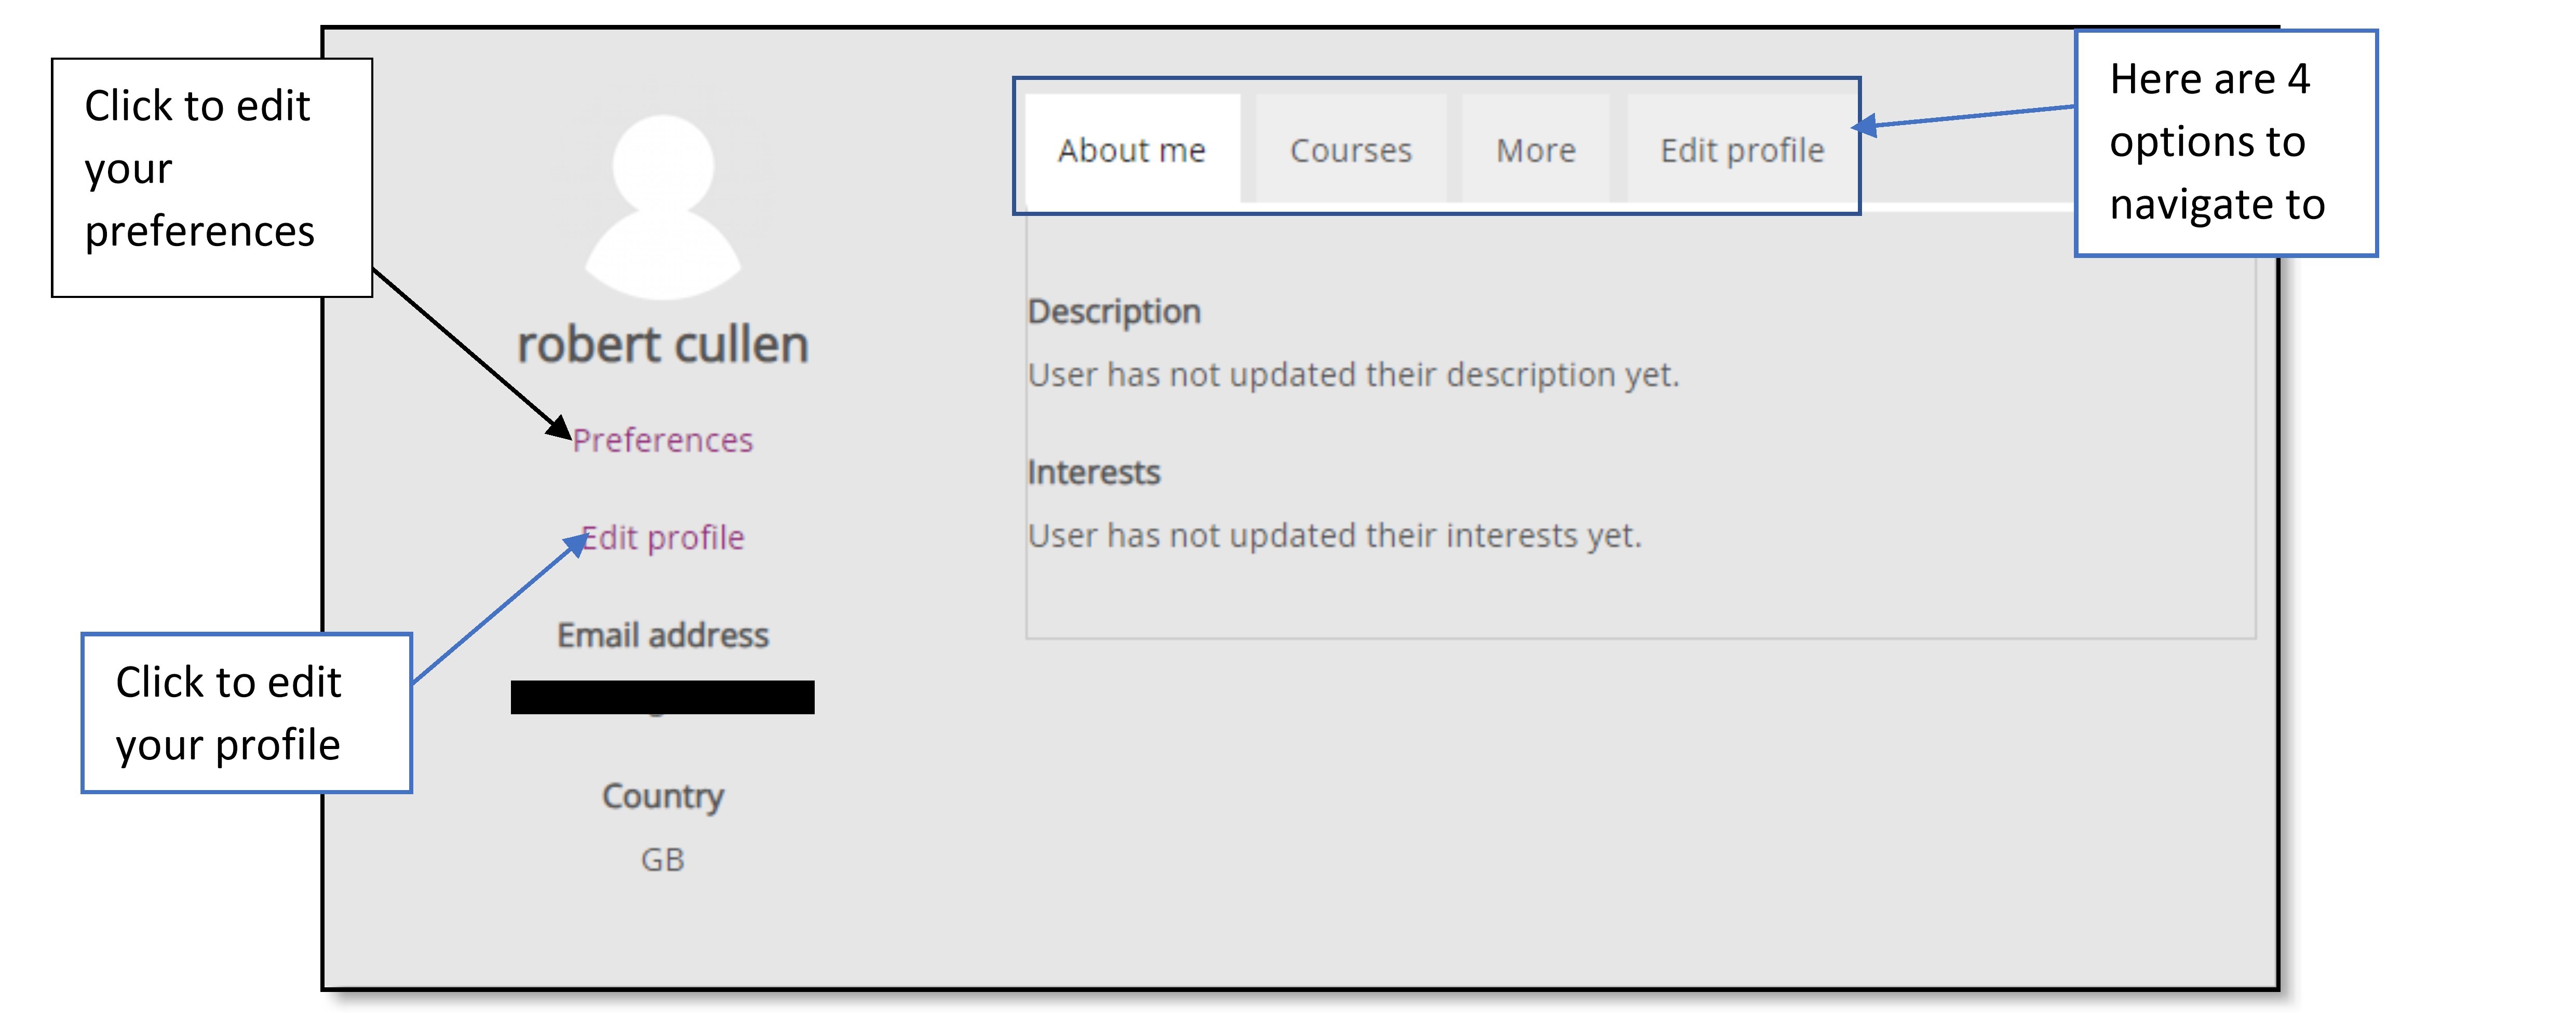 Click to edit
your
preferences
robert cullen
Preferences
Edit profile
Click to edit
your profile
Email address
Country
GB
About me
Courses
More
Edit profile
Here are 4
options to
navigate to
Description
User has not updated their description yet.
Interests
User has not updated their interests yet.